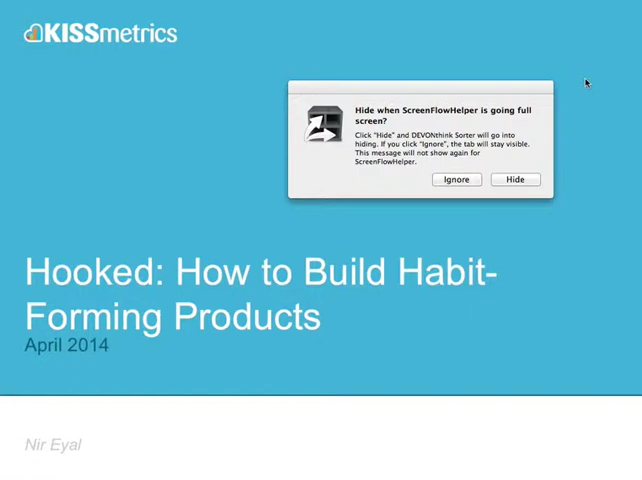 KISSmetrics
Hide when ScreenFlowHelper is going full
screen?
Click "Hide" and DEVONthink Sorter will go into
hiding. If you click "Ignore", the tab will stay visible.
This message will not show again for
ScreenFlowHelper.
Ignore Hide
Hooked: How to Build Habit-
Forming Products
April 2014
Nir Eyal